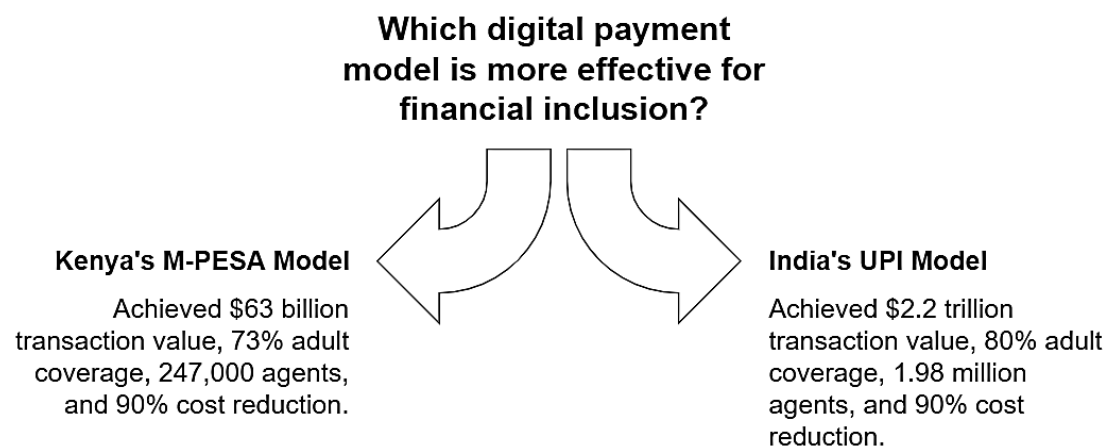 Which digital payment
model is more effective for
financial inclusion?
Kenya's M-PESA Model
Achieved $63 billion
transaction value, 73% adult
coverage, 247,000 agents,
and 90% cost reduction.
India's UPI Model
Achieved $2.2 trillion
transaction value, 80% adult
coverage, 1.98 million
agents, and 90% cost
reduction.